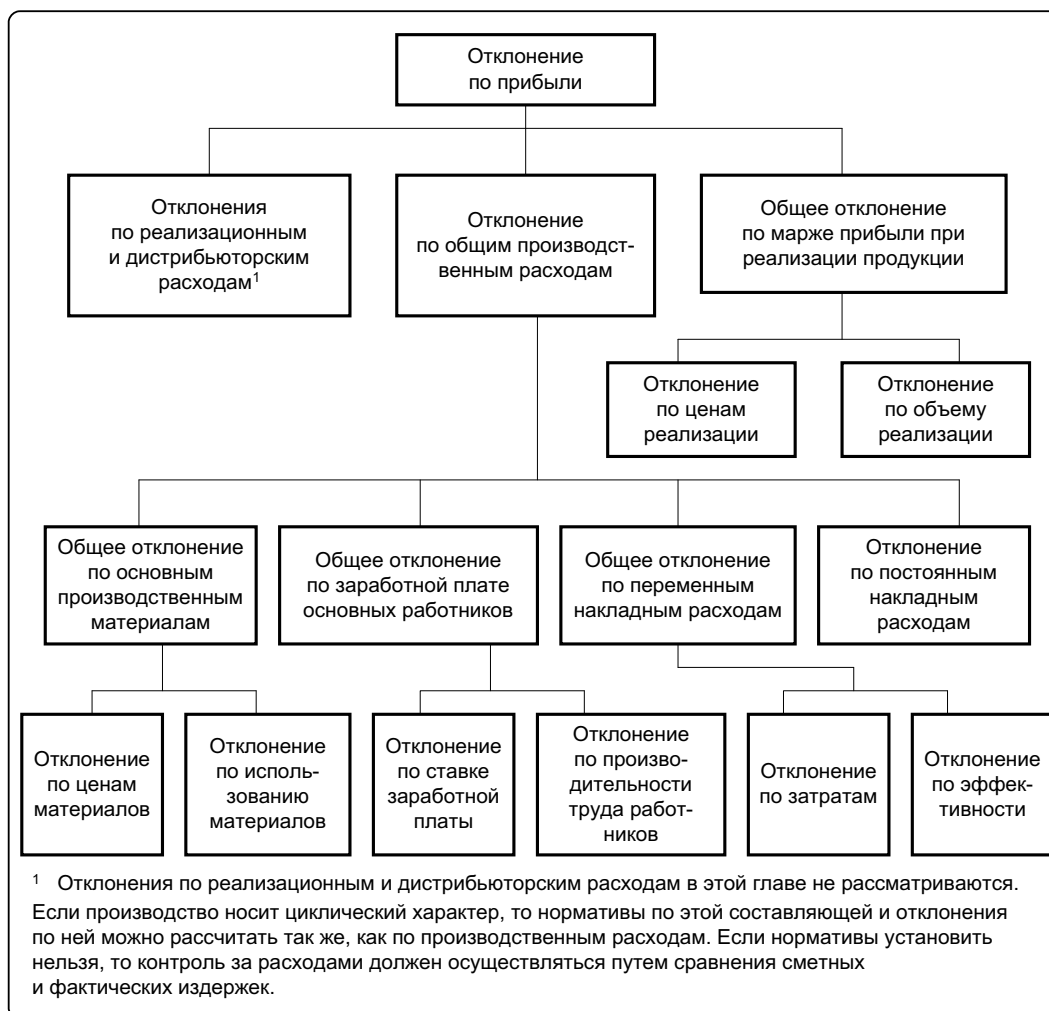 Отклонение
по прибыли
Отклонения
по реализационным
и дистрибьюторским
расходам¹
Отклонение
по общим производст-
венным расходам
Общее отклонение
по марже прибыли при
реализации продукции
Отклонение
по ценам
реализации
Отклонение
по объему
реализации
Общее отклонение
по основным
производственным
материалам
Общее отклонение
по заработной плате
основных работников
Общее отклонение
по переменным
накладным расходам
Отклонение
по постоянным
накладным
расходам
Отклонение
по ценам
материалов
Отклонение
по исполь-
зованию
материалов
Отклонение
по ставке
заработной
платы
Отклонение
по произво-
дительности
труда работ-
ников
Отклонение
по затратам
Отклонение
по эффек-
тивности
¹ Отклонения по реализационным и дистрибьюторским расходам в этой главе не рассматриваются.
Если производство носит циклический характер, то нормативы по этой составляющей и отклонения
по ней можно рассчитать так же, как по производственным расходам. Если нормативы установить
нельзя, то контроль за расходами должен осуществляться путем сравнения сметных
и фактических издержек.